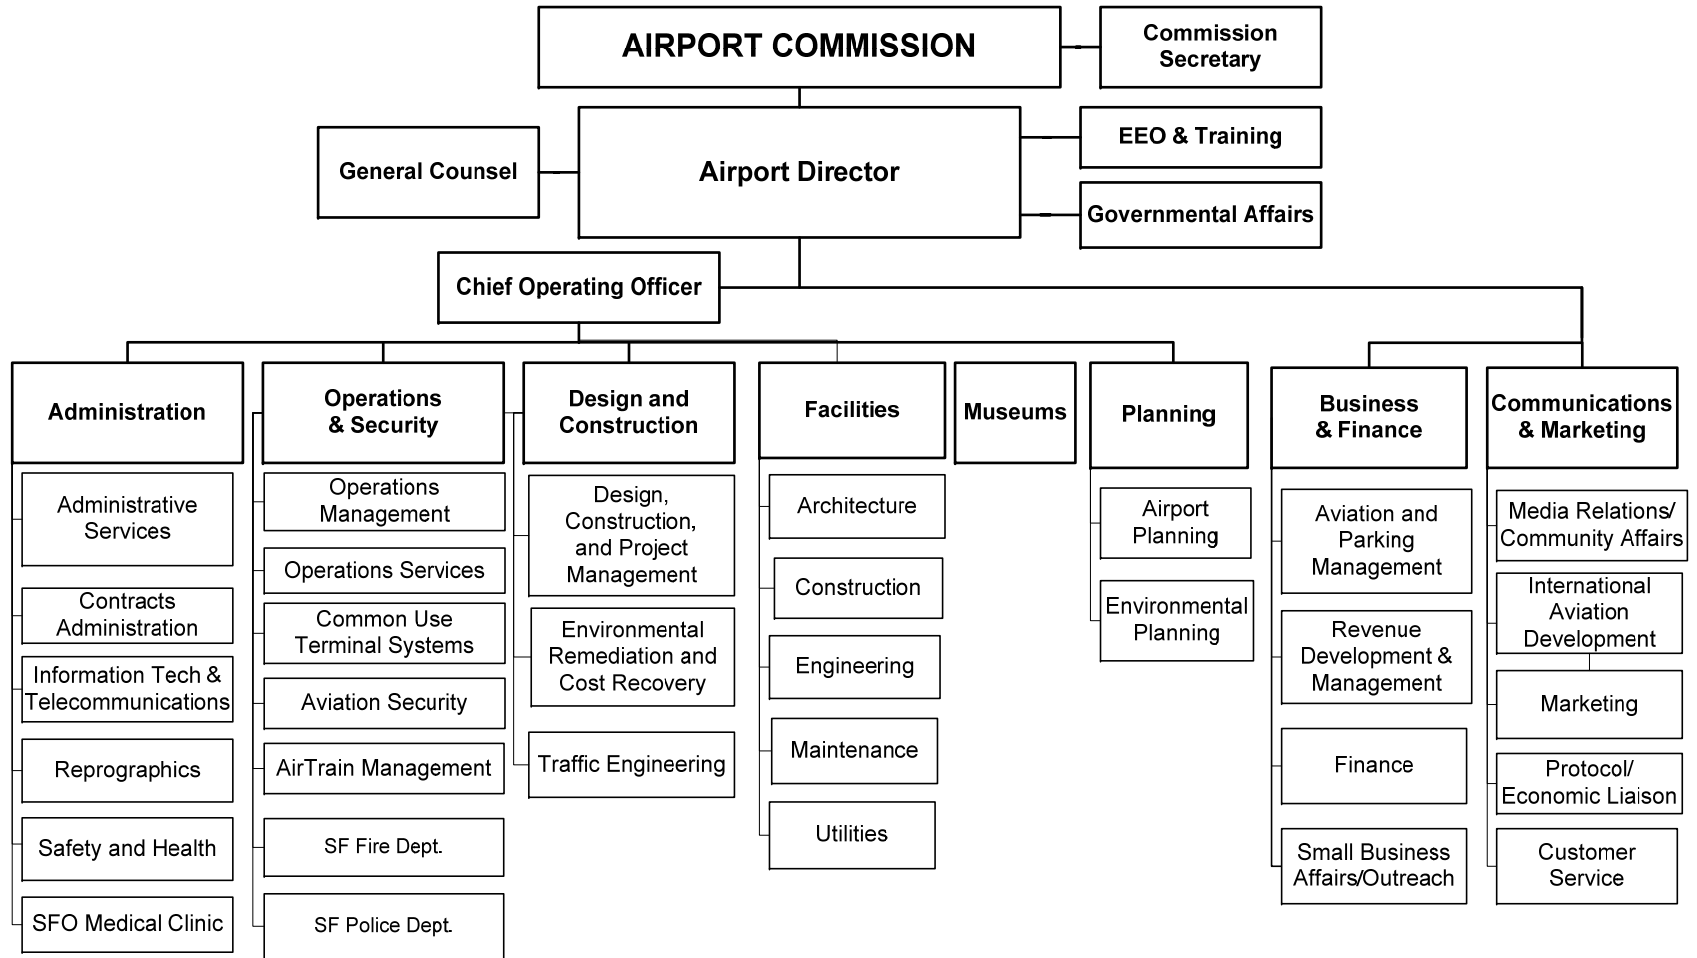 AIRPORT COMMISSION
Commission
Secretary
General Counsel
Airport Director
EEO & Training
Governmental Affairs
Chief Operating Officer
Administration
Administrative
Services
Contracts
Administration
Information Tech &
Telecommunications
Reprographics
Safety and Health
SFO Medical Clinic
Operations
& Security
Operations
Management
Operations Services
Common Use
Terminal Systems
Aviation Security
AirTrain Management
SF Fire Dept.
SF Police Dept.
Design and
Construction
Design,
Construction,
and Project
Management
Environmental
Remediation and
Cost Recovery
Traffic Engineering
Facilities
Architecture
Construction
Engineering
Maintenance
Utilities
Museums
Planning
Airport
Planning
Environmental
Planning
Business
& Finance
Aviation and
Parking
Management
Revenue
Development &
Management
Finance
Small Business
Affairs/Outreach
Communications
& Marketing
Media Relations/
Community Affairs
International
Aviation
Development
Marketing
Protocol/
Economic Liaison
Customer
Service